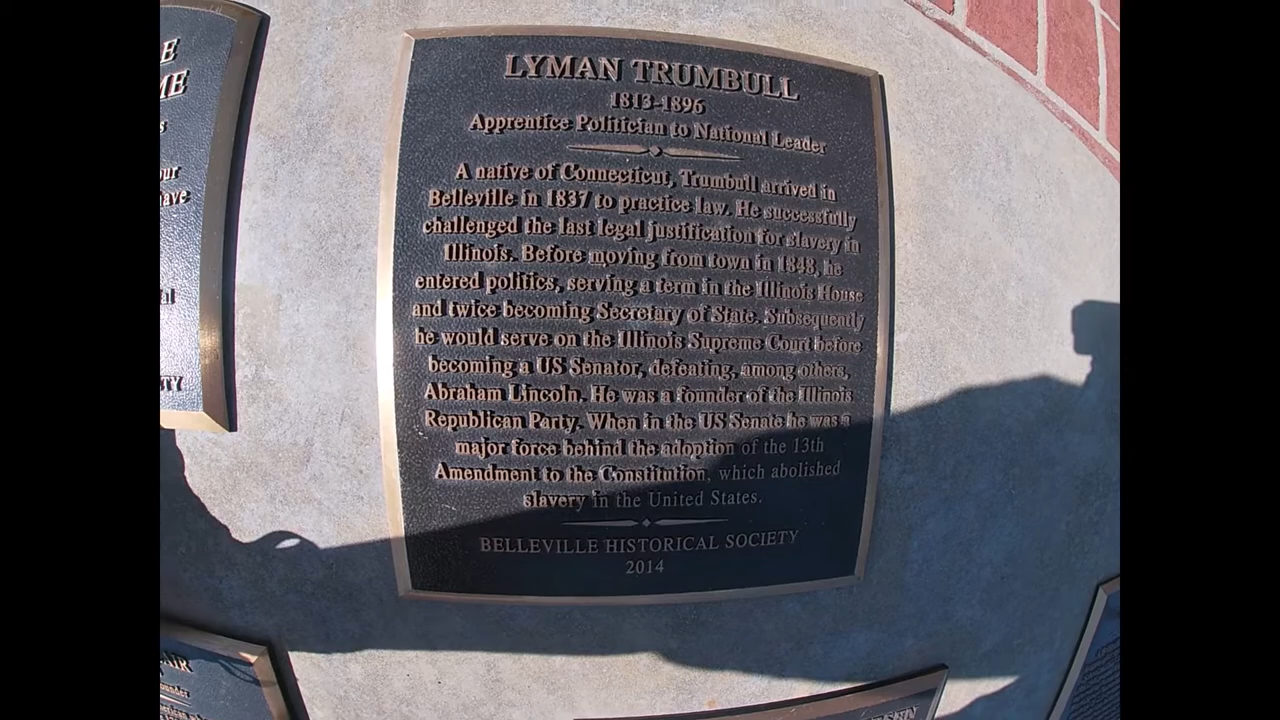 LYMAN TRUMBULL
1813-1896
Apprentice Politician to National Leader
A native of Connecticut, Trumbull arrived in
Belleville in 1837 to practice law. He successfully
challenged the last legal justification for slavery in
Illinois. Before moving from town in 1848, he
entered politics, serving a term in the Illinois House
and twice becoming Secretary of State. Subsequently
he would serve on the Illinois Supreme Court before
becoming a US Senator, defeating, among others,
Abraham Lincoln. He was a founder of the Illinois
Republican Party. When in the US Senate he was a
major force behind the adoption of the 13th
Amendment to the Constitution, which abolished
slavery in the United States.
BELLEVILLE HISTORICAL SOCIETY
2014